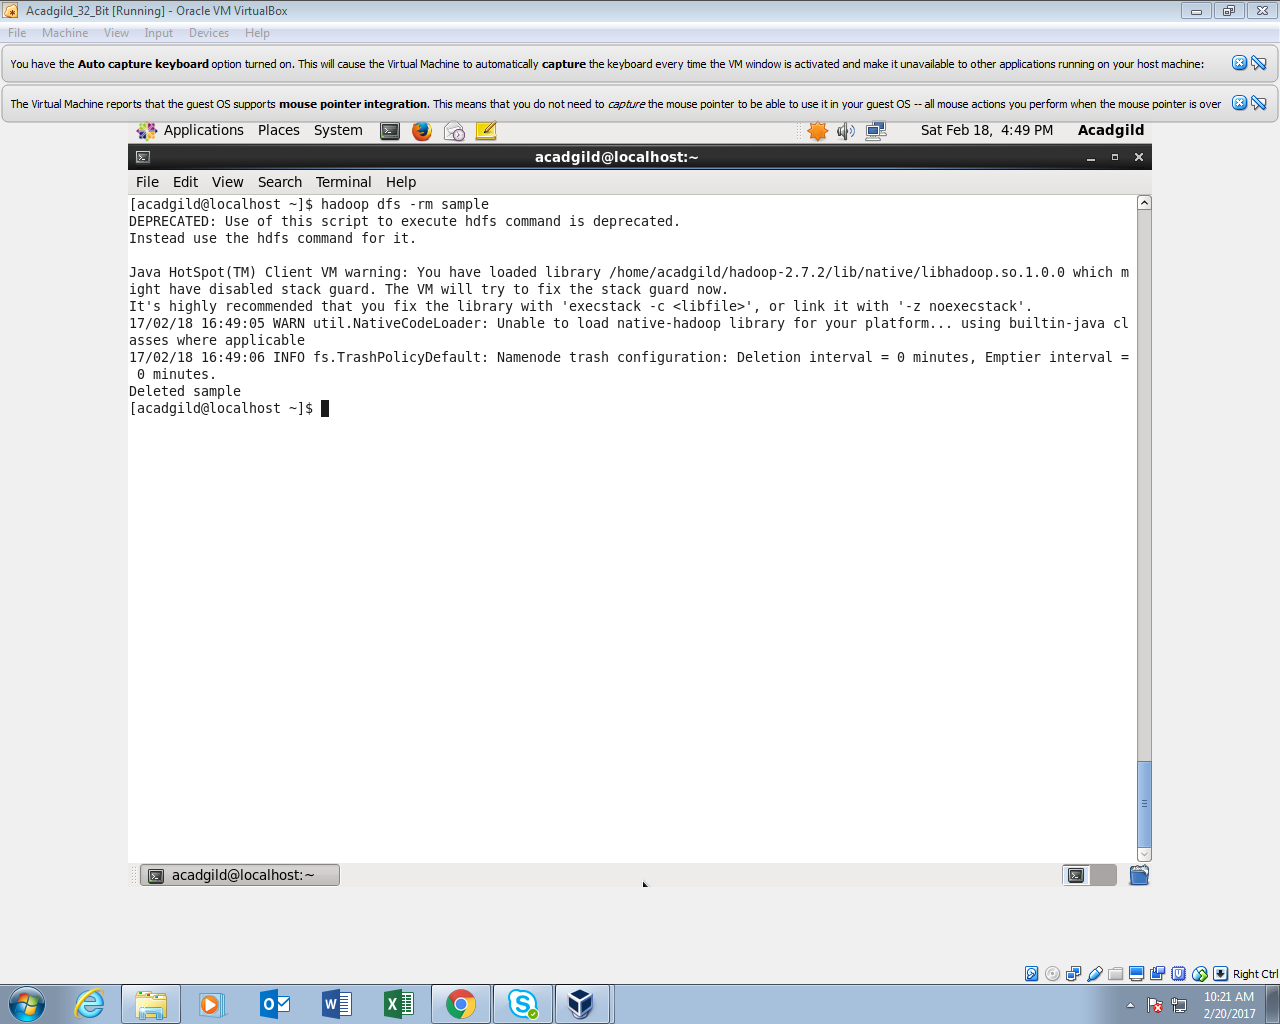 Acadgild_32_Bit [Running] - Oracle VM VirtualBox
File Machine View Input Devices Help
You have the Auto capture keyboard option turned on. This will cause the Virtual Machine to automatically capture the keyboard every time the VM window is activated and make it unavailable to other applications running on your host machine:
The Virtual Machine reports that the guest OS supports mouse pointer integration. This means that you do not need to capture the mouse pointer to be able to use it in your guest OS -- all mouse actions you perform when the mouse pointer is over
Applications Places System Sat Feb 18, 4:49 PM Acadgild
acadgild@localhost:~
File Edit View Search Terminal Help
[acadgild@localhost ~]$ hadoop dfs -rm sample
DEPRECATED: Use of this script to execute hdfs command is deprecated.
Instead use the hdfs command for it.
Java HotSpot(TM) Client VM warning: You have loaded library /home/acadgild/hadoop-2.7.2/lib/native/libhadoop.so.1.0.0 which m
ight have disabled stack guard. The VM will try to fix the stack guard now.
It's highly recommended that you fix the library with 'execstack -c <libfile>', or link it with '-z noexecstack'.
17/02/18 16:49:05 WARN util.NativeCodeLoader: Unable to load native-hadoop library for your platform... using builtin-java cl
asses where applicable
17/02/18 16:49:06 INFO fs.TrashPolicyDefault: Namenode trash configuration: Deletion interval = 0 minutes, Emptier interval =
0 minutes.
Deleted sample
[acadgild@localhost ~]$
acadgild@localhost:~
Right Ctrl
10:21 AM
2/20/2017